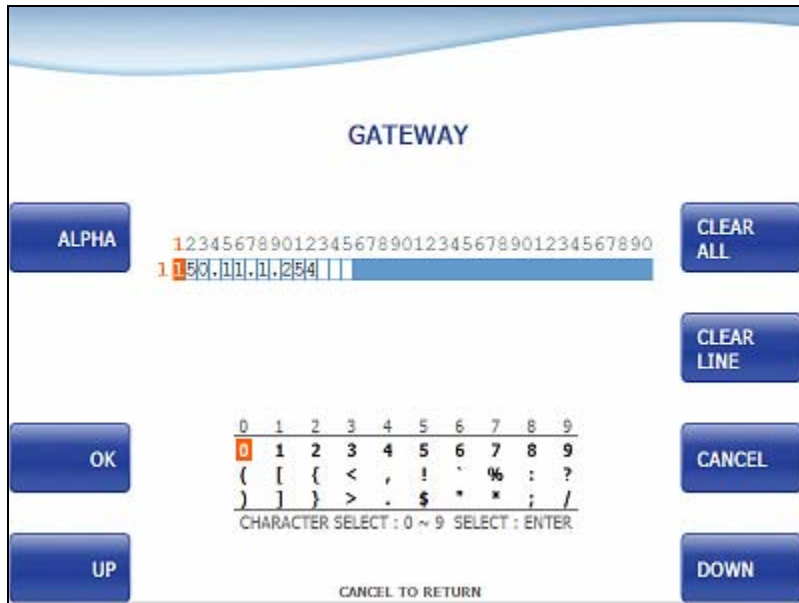 GATEWAY
ALPHA
CLEAR
ALL
1234567890123456789012345678901234567890
1 150.11.1.254
CLEAR
LINE
0 1 2 3 4 5 6 7 8 9
OK
0 1 2 3 4 5 6 7 8 9
( [ { < , ! ` % : ?
) ] } > . $ " * ; /
CANCEL
CHARACTER SELECT : 0 ~ 9 SELECT : ENTER
UP
DOWN
CANCEL TO RETURN